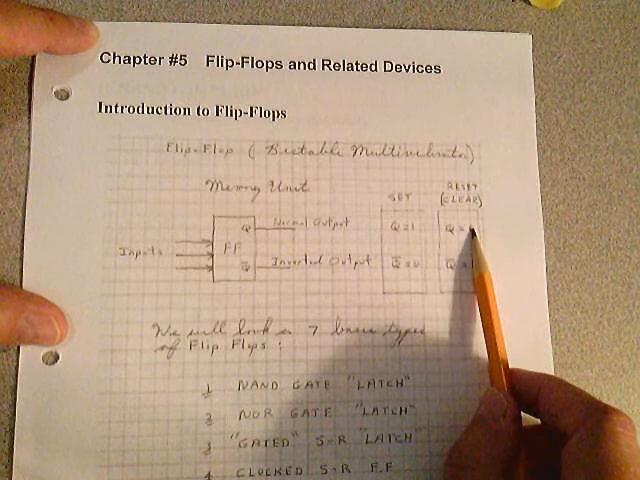 Chapter #5 Flip-Flops and Related Devices
Introduction to Flip-Flops
Flip-Flop (Bistable Multivibrator)
Memory Unit
SET
RESET
(CLEAR)
Q Normal Output
Q=1
Q =
Inputs
FF
Q̅ Inverted Output
Q̅=0
Q̅=1
We will look @ 7 basic types
of Flip Flops:
1 NAND GATE "LATCH"
2 NOR GATE "LATCH"
3 "GATED" S-R "LATCH"
4 CLOCKED S-R F.F